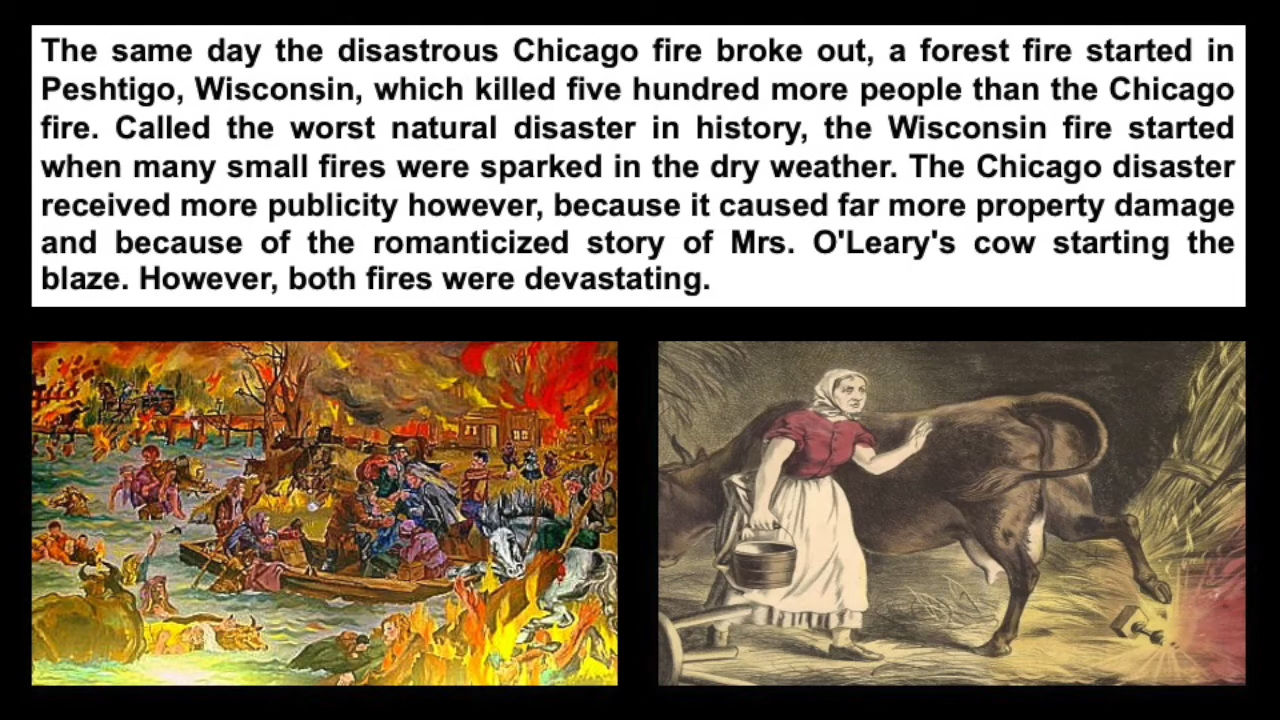 The same day the disastrous Chicago fire broke out, a forest fire started in
Peshtigo, Wisconsin, which killed five hundred more people than the Chicago
fire. Called the worst natural disaster in history, the Wisconsin fire started
when many small fires were sparked in the dry weather. The Chicago disaster
received more publicity however, because it caused far more property damage
and because of the romanticized story of Mrs. O'Leary's cow starting the
blaze. However, both fires were devastating.